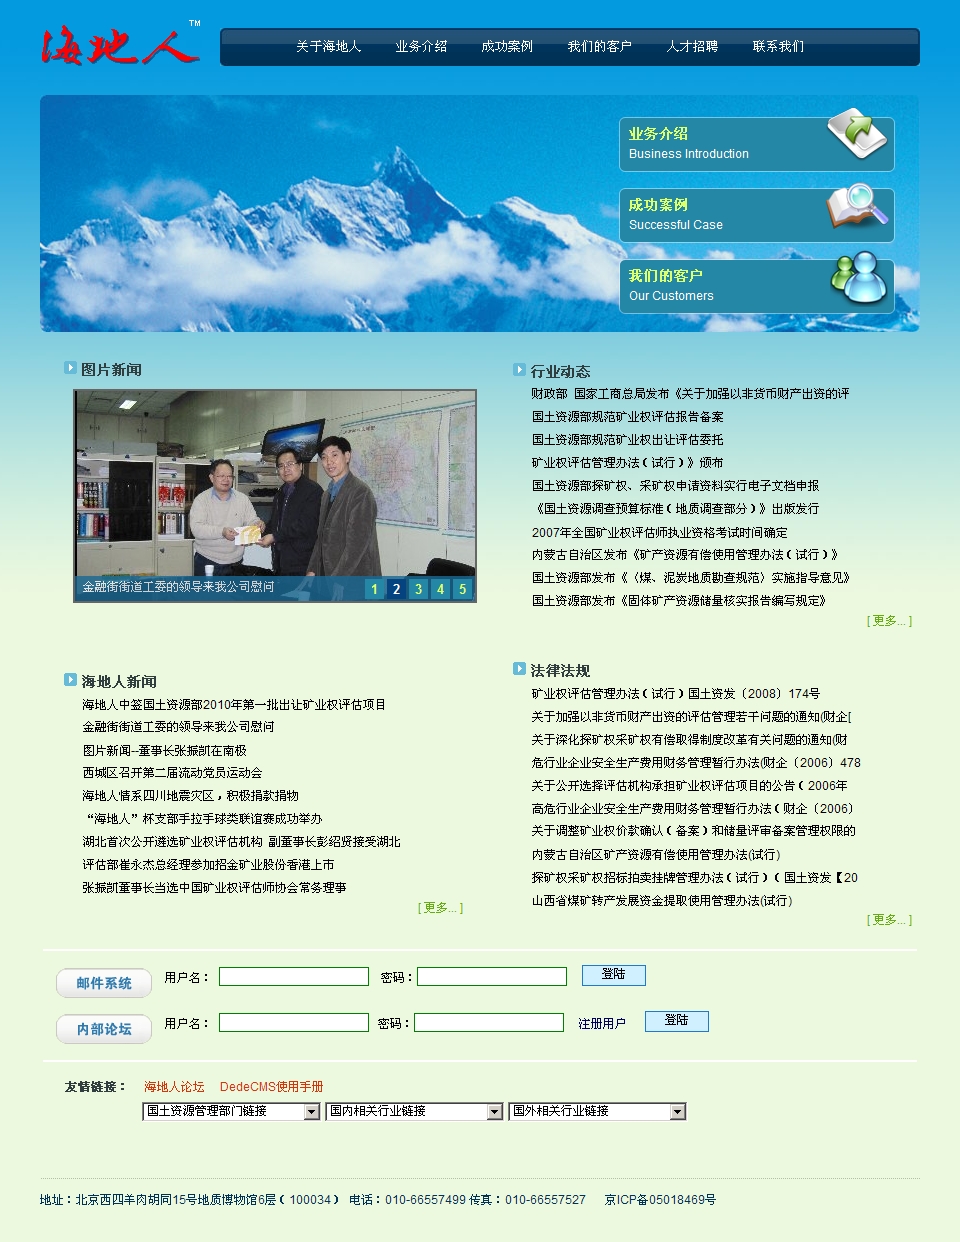 海地人 TM
关于海地人 业务介绍 成功案例 我们的客户 人才招聘 联系我们
业务介绍
Business Introduction
成功案例
Successful Case
我们的客户
Our Customers
图片新闻
金融街街道工委的领导来我公司慰问 1 2 3 4 5
行业动态
财政部 国家工商总局发布《关于加强以非货币财产出资的评
国土资源部规范矿业权评估报告备案
国土资源部规范矿业权出让评估委托
矿业权评估管理办法（试行）》颁布
国土资源部探矿权、采矿权申请资料实行电子文档申报
《国土资源调查预算标准（地质调查部分）》出版发行
2007年全国矿业权评估师执业资格考试时间确定
内蒙古自治区发布《矿产资源有偿使用管理办法（试行）》
国土资源部发布《〈煤、泥炭地质勘查规范〉实施指导意见》
国土资源部发布《固体矿产资源储量核实报告编写规定》
[ 更多... ]
海地人新闻
海地人中签国土资源部2010年第一批出让矿业权评估项目
金融街街道工委的领导来我公司慰问
图片新闻--董事长张振凯在南极
西城区召开第二届流动党员运动会
海地人情系四川地震灾区，积极捐款捐物
“海地人”杯支部手拉手球类联谊赛成功举办
湖北首次公开遴选矿业权评估机构 副董事长彭绍贤接受湖北
评估部崔永杰总经理参加招金矿业股份香港上市
张振凯董事长当选中国矿业权评估师协会常务理事
[ 更多... ]
法律法规
矿业权评估管理办法（试行）国土资发〔2008〕174号
关于加强以非货币财产出资的评估管理若干问题的通知(财企[
关于深化探矿权采矿权有偿取得制度改革有关问题的通知(财
危行业企业安全生产费用财务管理暂行办法(财企〔2006〕478
关于公开选择评估机构承担矿业权评估项目的公告（2006年
高危行业企业安全生产费用财务管理暂行办法（财企〔2006〕
关于调整矿业权价款确认（备案）和储量评审备案管理权限的
内蒙古自治区矿产资源有偿使用管理办法(试行)
探矿权采矿权招标拍卖挂牌管理办法（试行）（国土资发【20
山西省煤矿转产发展资金提取使用管理办法(试行)
[ 更多... ]
邮件系统 用户名： 密码： 登陆
内部论坛 用户名： 密码： 注册用户 登陆
友情链接： 海地人论坛 DedeCMS使用手册
国土资源管理部门链接 国内相关行业链接 国外相关行业链接
地址：北京西四羊肉胡同15号地质博物馆6层（100034） 电话：010-66557499 传真：010-66557527 京ICP备05018469号